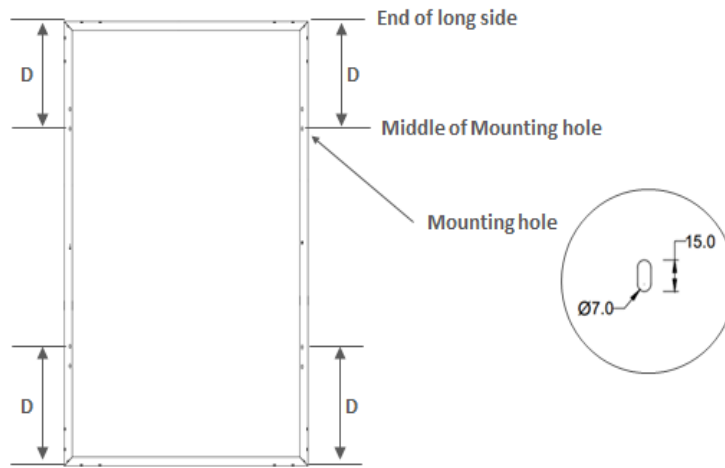 End of long side
D
D
Middle of Mounting hole
Mounting hole
15.0
Ø7.0
D
D